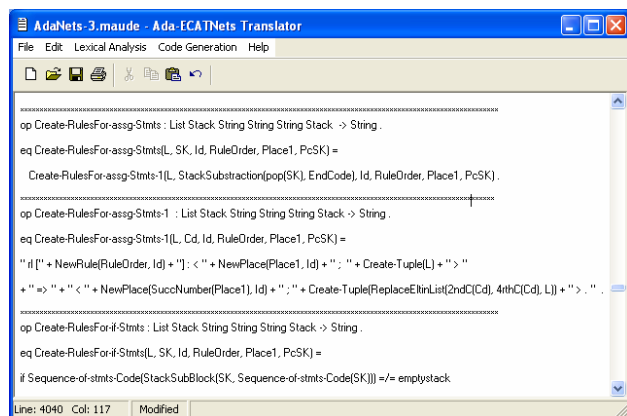 AdaNets-3.maude - Ada-ECATNets Translator
File Edit Lexical Analysis Code Generation Help
op Create-RulesFor-assg-Stmts : List Stack String String String Stack -> String .
eq Create-RulesFor-assg-Stmts(L, SK, Id, RuleOrder, Place1, PcSK) =
Create-RulesFor-assg-Stmts-1(L, StackSubstraction(pop(SK), EndCode), Id, RuleOrder, Place1, PcSK) .
op Create-RulesFor-assg-Stmts-1 : List Stack String String String Stack -> String .
eq Create-RulesFor-assg-Stmts-1(L, Cd, Id, RuleOrder, Place1, PcSK) =
" rl [" + NewRule(RuleOrder, Id) + "] : < " + NewPlace(Place1, Id) + " ; " + Create-Tuple(L) + " > "
+ " => " + " < " + NewPlace(SuccNumber(Place1), Id) + " ; " + Create-Tuple(ReplaceEltinList(2ndC(Cd), 4rthC(Cd), L)) + " > . " .
op Create-RulesFor-if-Stmts : List Stack String String String Stack -> String .
eq Create-RulesFor-if-Stmts(L, SK, Id, RuleOrder, Place1, PcSK) =
if Sequence-of-stmts-Code(StackSubBlock(SK, Sequence-of-stmts-Code(SK))) =/= emptystack
Line: 4040 Col: 117 Modified